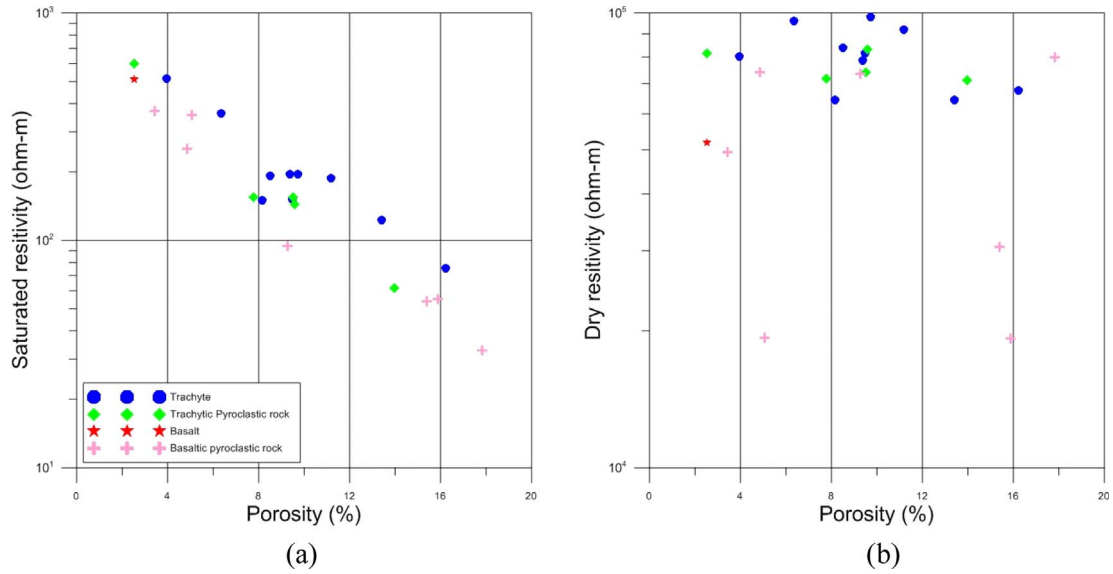 10³
10²
10¹
Saturated resitivity (ohm-m)
Trachyte
Trachytic Pyroclastic rock
Basalt
Basaltic pyroclastic rock
0 4 8 12 16 20
Porosity (%)
(a)
10⁵
10⁴
Dry resitivity (ohm-m)
0 4 8 12 16 20
Porosity (%)
(b)